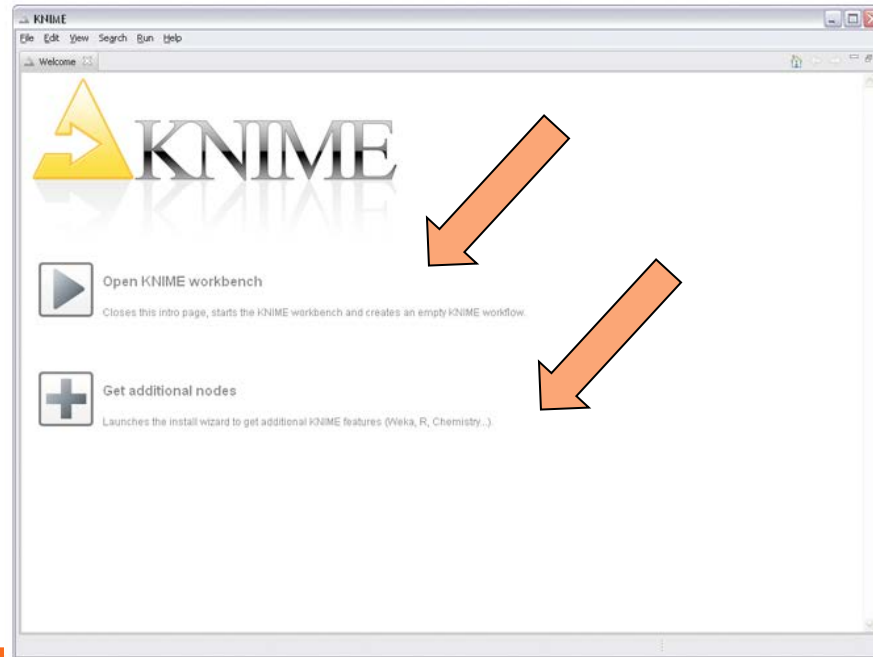 KNIME
File Edit View Search Run Help
Welcome
KNIME
Open KNIME workbench
Closes this intro page, starts the KNIME workbench and creates an empty KNIME workflow.
Get additional nodes
Launches the install wizard to get additional KNIME features (Weka, R, Chemistry...).